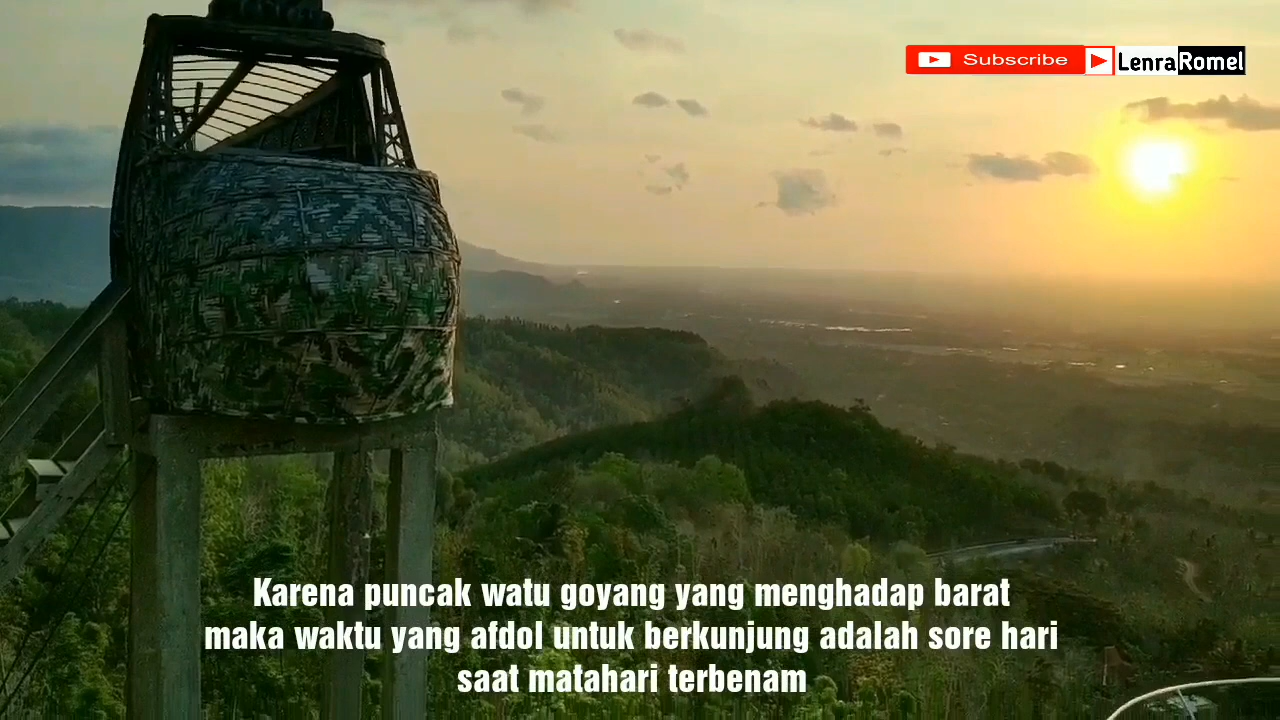 Subscribe LenraRomel
Karena puncak watu goyang yang menghadap barat
maka waktu yang afdol untuk berkunjung adalah sore hari
saat matahari terbenam